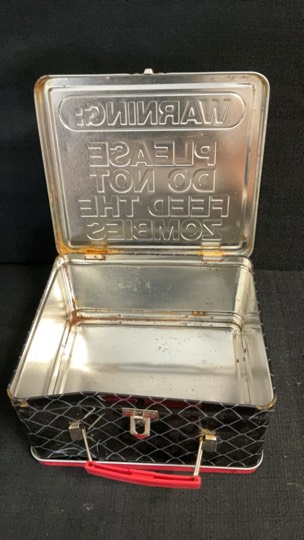 WARNING:
PLEASE
DO NOT
FEED THE
ZOMBIES